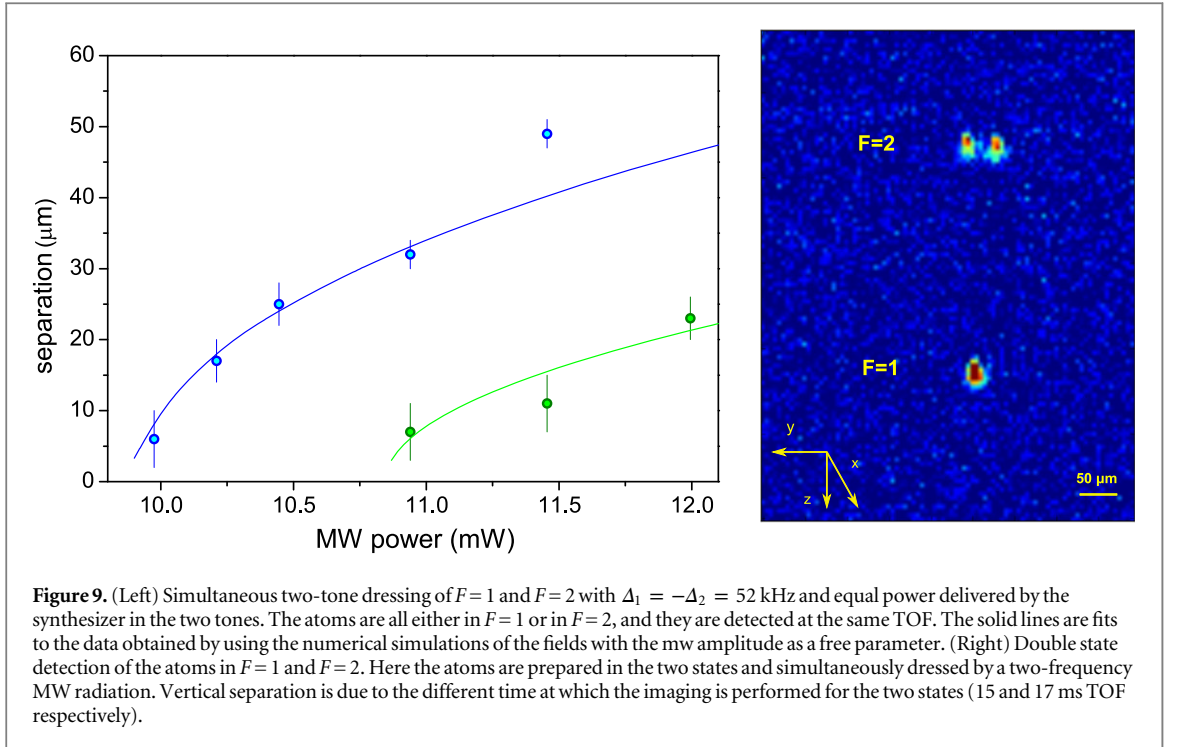 60
50
40
30
20
10
0
separation (μm)
10.0 10.5 11.0 11.5 12.0
MW power (mW)
F=2
F=1
y
x
z
50 μm
Figure 9. (Left) Simultaneous two-tone dressing of F = 1 and F = 2 with Δ₁ = −Δ₂ = 52 kHz and equal power delivered by the
synthesizer in the two tones. The atoms are all either in F = 1 or in F = 2, and they are detected at the same TOF. The solid lines are fits
to the data obtained by using the numerical simulations of the fields with the mw amplitude as a free parameter. (Right) Double state
detection of the atoms in F = 1 and F = 2. Here the atoms are prepared in the two states and simultaneously dressed by a two-frequency
MW radiation. Vertical separation is due to the different time at which the imaging is performed for the two states (15 and 17 ms TOF
respectively).